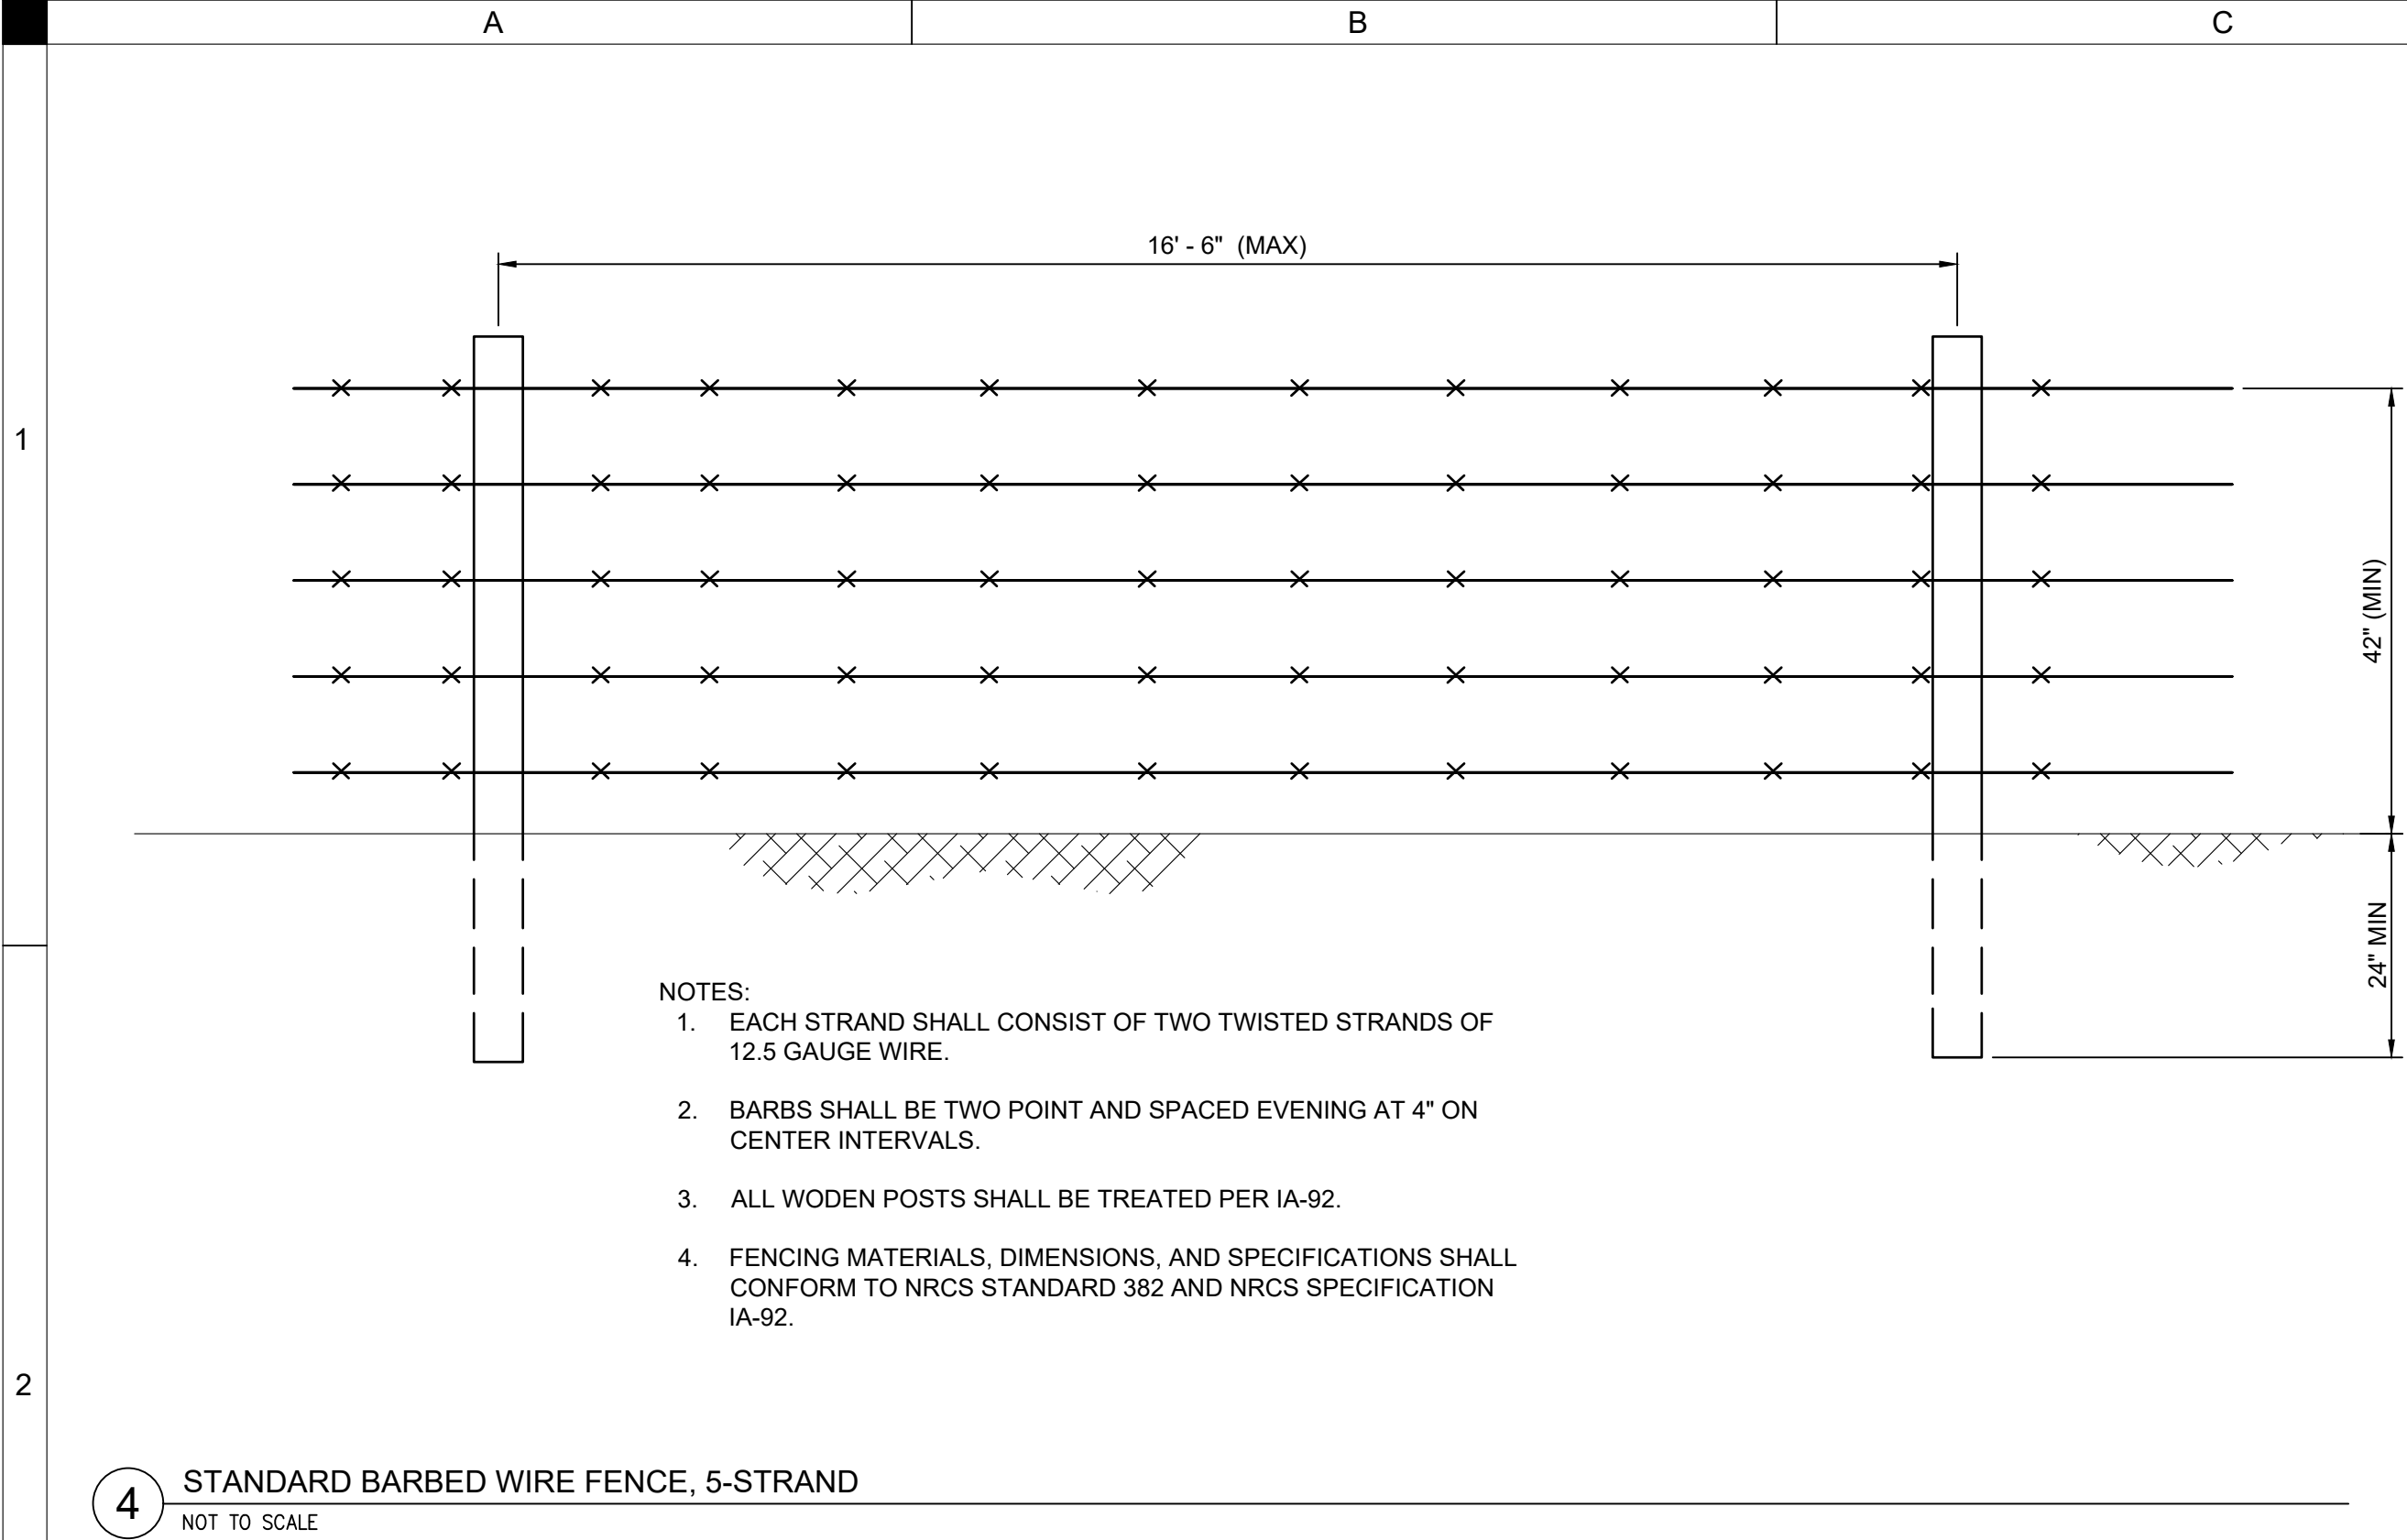 A
B
C
16' - 6" (MAX)
1
42" (MIN)
24" MIN
NOTES:
1. EACH STRAND SHALL CONSIST OF TWO TWISTED STRANDS OF
12.5 GAUGE WIRE.
2. BARBS SHALL BE TWO POINT AND SPACED EVENING AT 4" ON
CENTER INTERVALS.
3. ALL WODEN POSTS SHALL BE TREATED PER IA-92.
4. FENCING MATERIALS, DIMENSIONS, AND SPECIFICATIONS SHALL
CONFORM TO NRCS STANDARD 382 AND NRCS SPECIFICATION
IA-92.
2
4 STANDARD BARBED WIRE FENCE, 5-STRAND
NOT TO SCALE